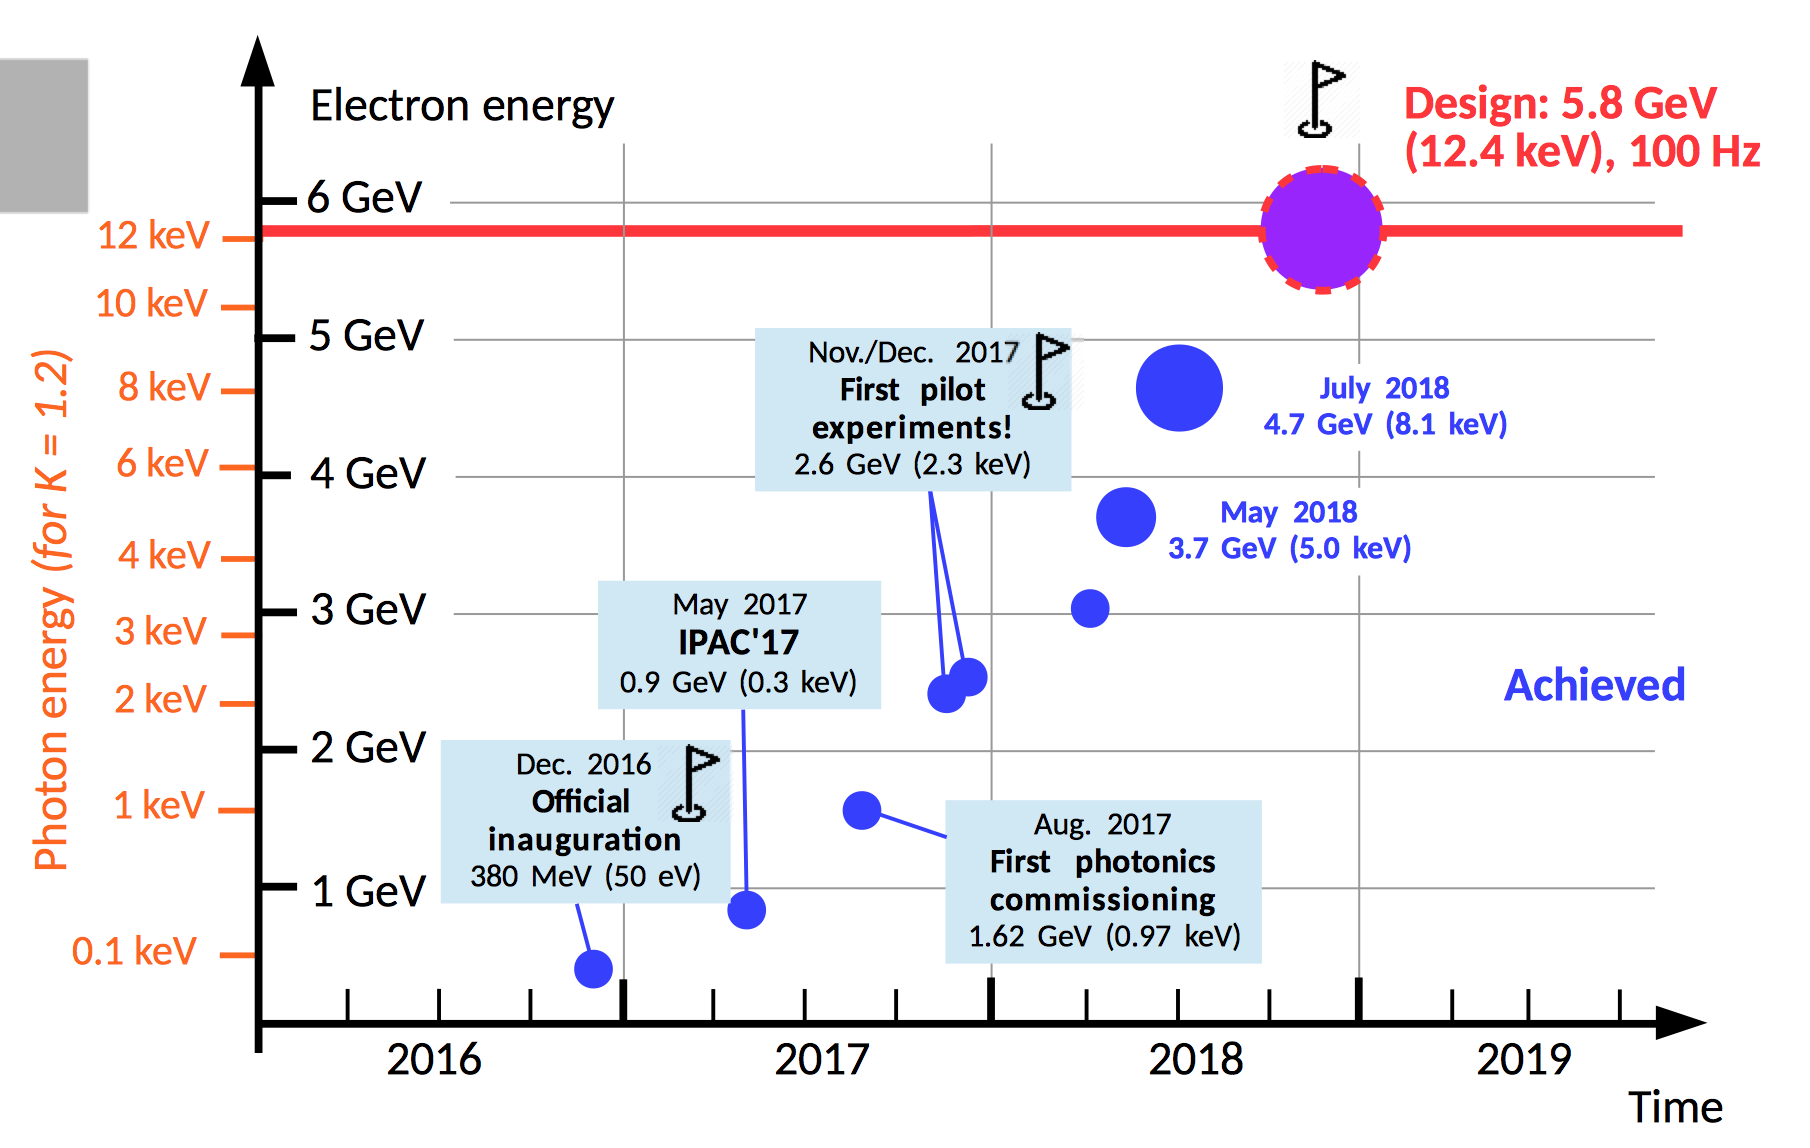 Electron energy
Design: 5.8 GeV
(12.4 keV), 100 Hz
6 GeV
12 keV
10 keV
5 GeV
8 keV
6 keV
4 GeV
4 keV
3 GeV
3 keV
2 keV
2 GeV
1 keV
1 GeV
0.1 keV
Photon energy (for K = 1.2)
Nov./Dec. 2017
First pilot
experiments!
2.6 GeV (2.3 keV)
July 2018
4.7 GeV (8.1 keV)
May 2018
3.7 GeV (5.0 keV)
May 2017
IPAC'17
0.9 GeV (0.3 keV)
Achieved
Dec. 2016
Official
inauguration
380 MeV (50 eV)
Aug. 2017
First photonics
commissioning
1.62 GeV (0.97 keV)
2016
2017
2018
2019
Time